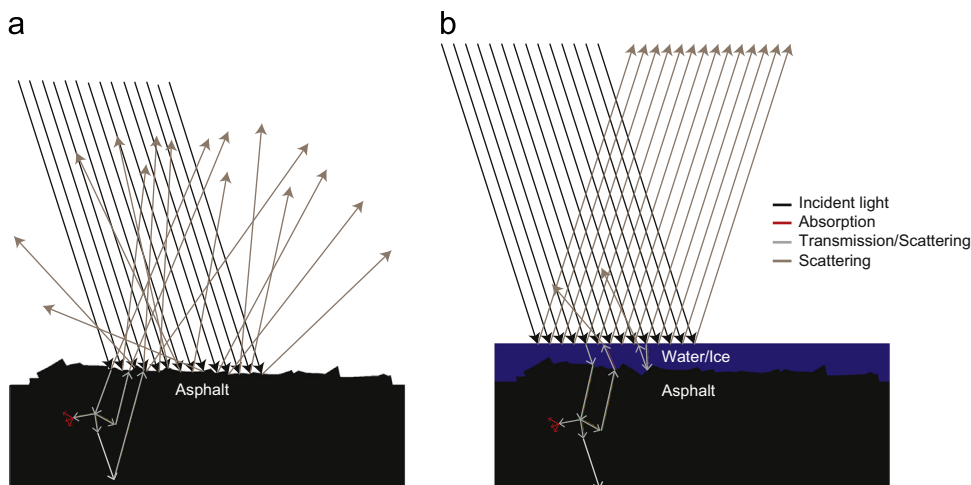 a
b
Incident light
Absorption
Transmission/Scattering
Scattering
Water/Ice
Asphalt
Asphalt